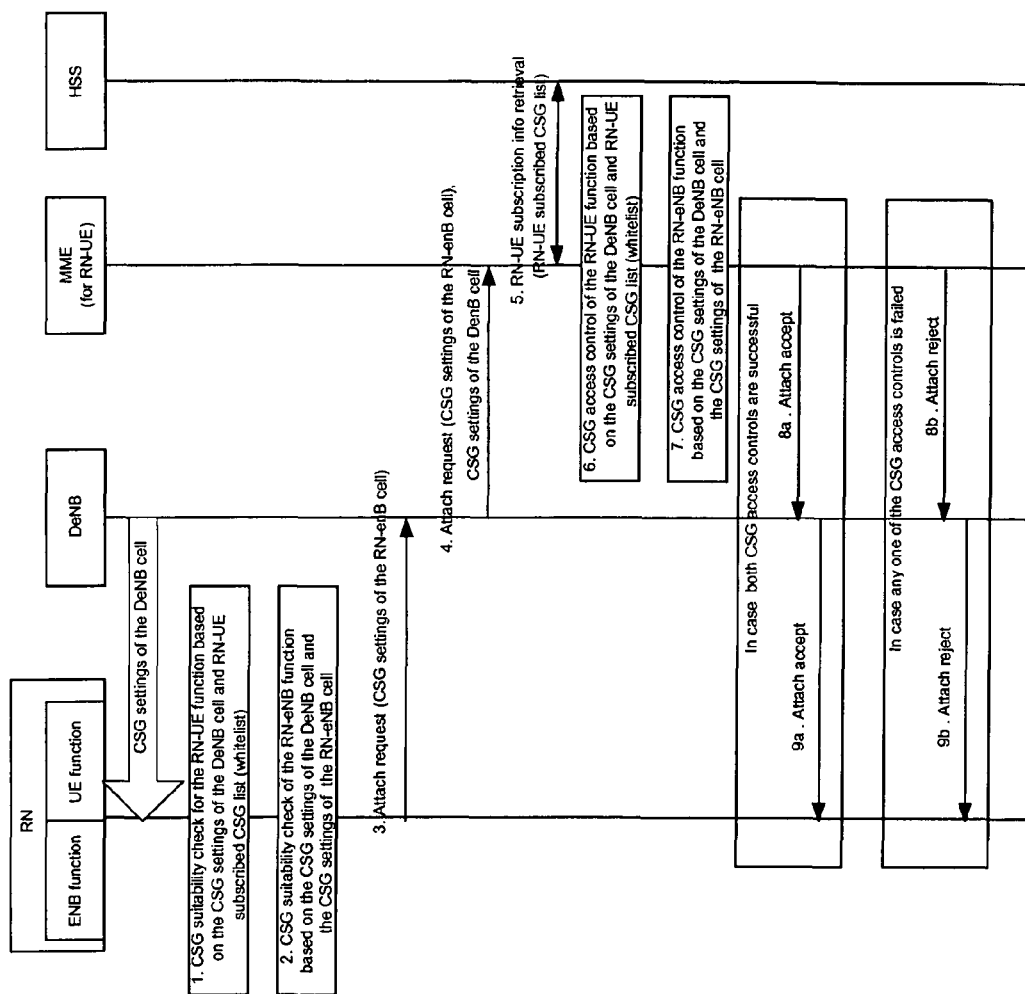 RN
ENB function
UE function
DeNB
MME
(for RN-UE)
HSS
CSG settings of the DeNB cell
1. CSG suitability check for the RN-UE function based
on the CSG settings of the DeNB cell and RN-UE
subscribed CSG list (whitelist)
2. CSG suitability check of the RN-eNB function
based on the CSG settings of the DeNB cell and
the CSG settings of the RN-eNB cell
3. Attach request (CSG settings of the RN-enB cell)
4. Attach request (CSG settings of the RN-enB cell),
CSG settings of the DenB cell
5. RN-UE subscription info retrieval
(RN-UE subscribed CSG list)
6. CSG access control of the RN-UE function based
on the CSG settings of the DeNB cell and RN-UE
subscribed CSG list (whitelist)
7. CSG access control of the RN-eNB function
based on the CSG settings of the DeNB cell and
the CSG settings of the RN-eNB cell
In case both CSG access controls are successful
8a . Attach accept
9a . Attach accept
In case any one of the CSG access controls is failed
8b . Attach reject
9b . Attach reject